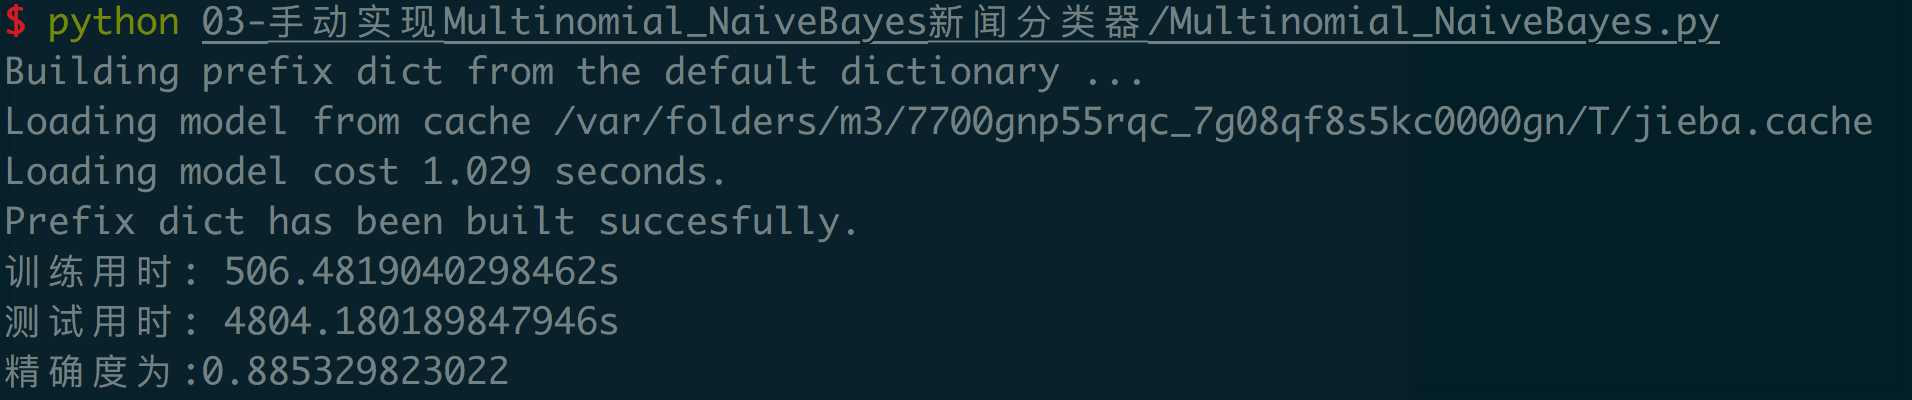 $ python 03-手动实现Multinomial_NaiveBayes新闻分类器/Multinomial_NaiveBayes.py
Building prefix dict from the default dictionary ...
Loading model from cache /var/folders/m3/7700gnp55rqc_7g08qf8s5kc0000gn/T/jieba.cache
Loading model cost 1.029 seconds.
Prefix dict has been built succesfully.
训练用时: 506.4819040298462s
测试用时: 4804.180189847946s
精确度为:0.885329823022